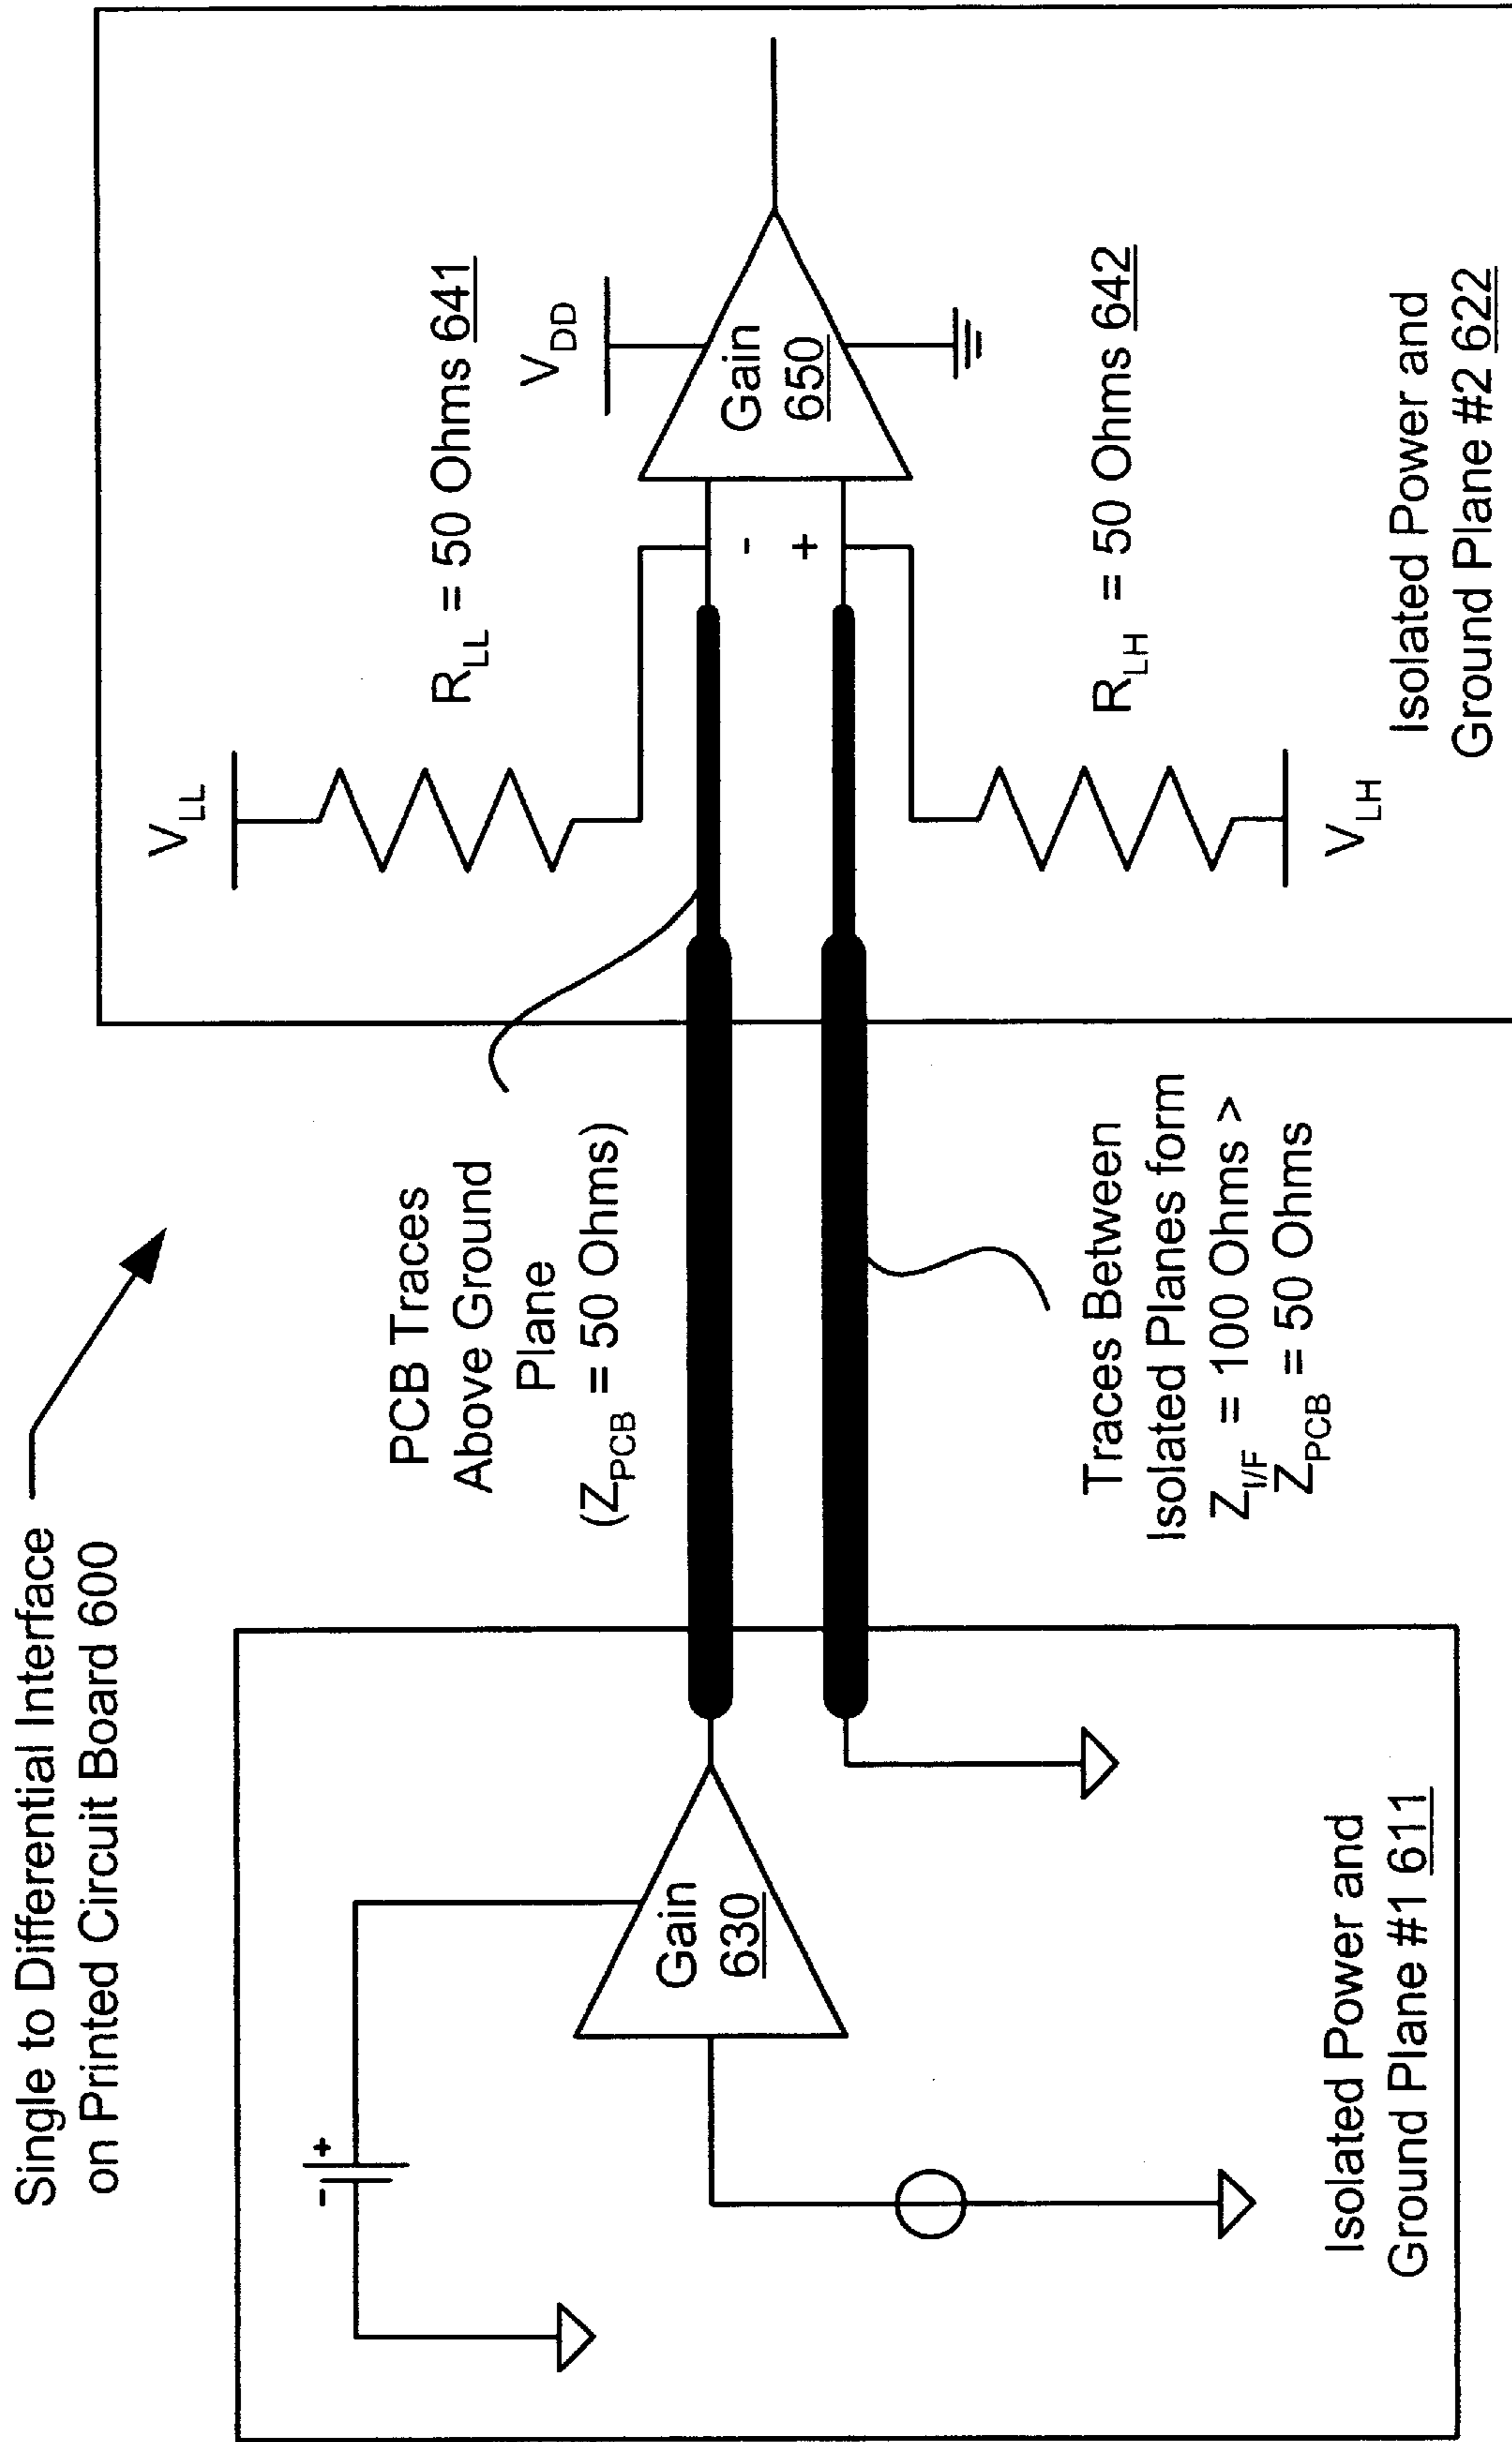 Single to Differential Interface
on Printed Circuit Board 600
- +
Gain
630
Isolated Power and
Ground Plane #1 611
PCB Traces
Above Ground
Plane
(Z_PCB = 50 Ohms)
Traces Between
Isolated Planes form
Z_I/F = 100 Ohms >
Z_PCB = 50 Ohms
V_LL
R_LL = 50 Ohms 641
V_DD
-
+
Gain
650
R_LH = 50 Ohms 642
V_LH
Isolated Power and
Ground Plane #2 622